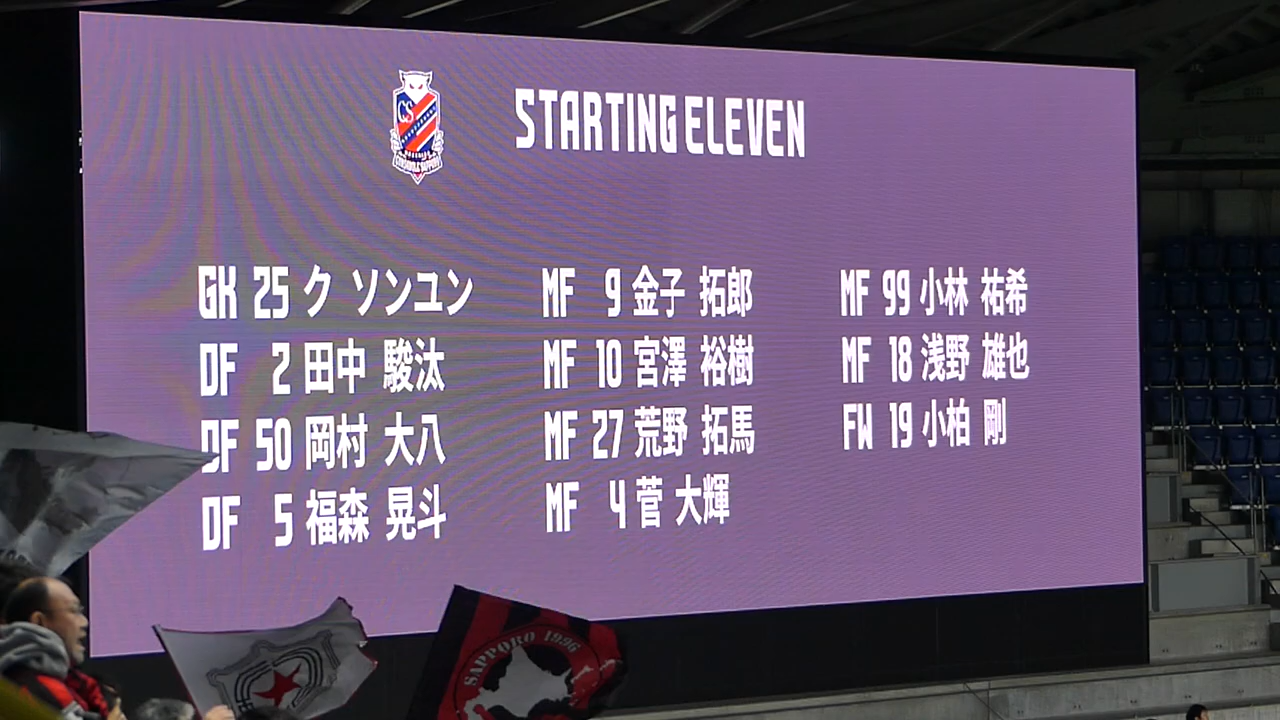 CS
CONSADOLE SAPPORO
STARTING ELEVEN
GK 25 ク ソンユン
DF 2 田中 駿汰
DF 50 岡村 大八
DF 5 福森 晃斗
MF 9 金子 拓郎
MF 10 宮澤 裕樹
MF 27 荒野 拓馬
MF 4 菅 大輝
MF 99 小林 祐希
MF 18 浅野 雄也
FW 19 小柏 剛
SAPPORO 1996